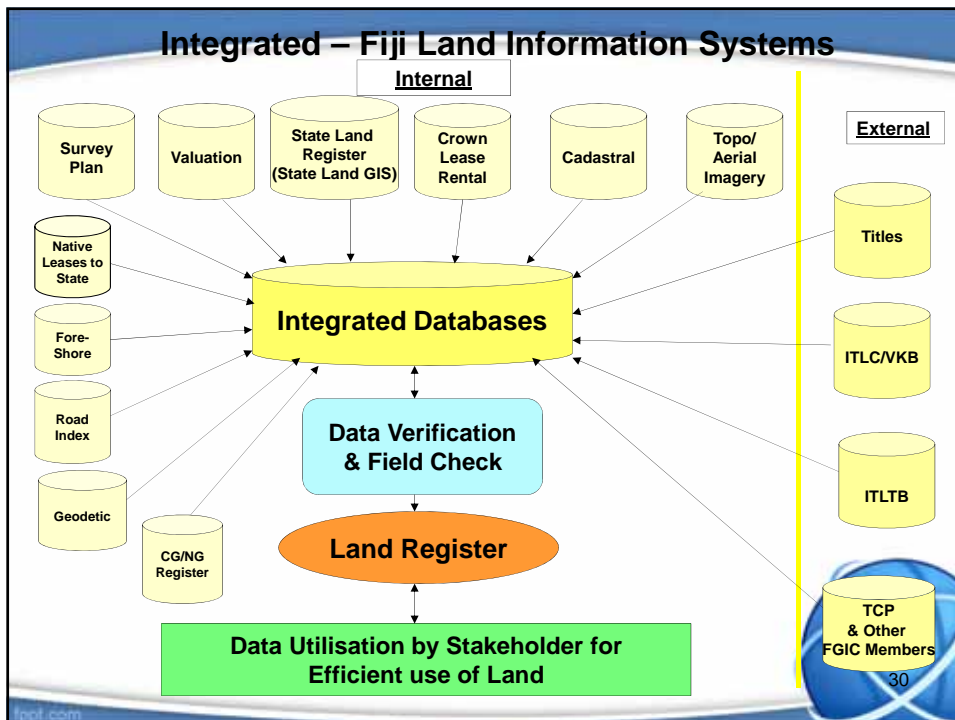 Integrated – Fiji Land Information Systems
Internal
External
Survey
Plan
Valuation
State Land
Register
(State Land GIS)
Crown
Lease
Rental
Cadastral
Topo/
Aerial
Imagery
Titles
Native
Leases to
State
Integrated Databases
Fore-
Shore
ITLC/VKB
Road
Index
Data Verification
& Field Check
ITLTB
Geodetic
CG/NG
Register
Land Register
TCP
& Other
FGIC Members
30
Data Utilisation by Stakeholder for
Efficient use of Land
fppt.com